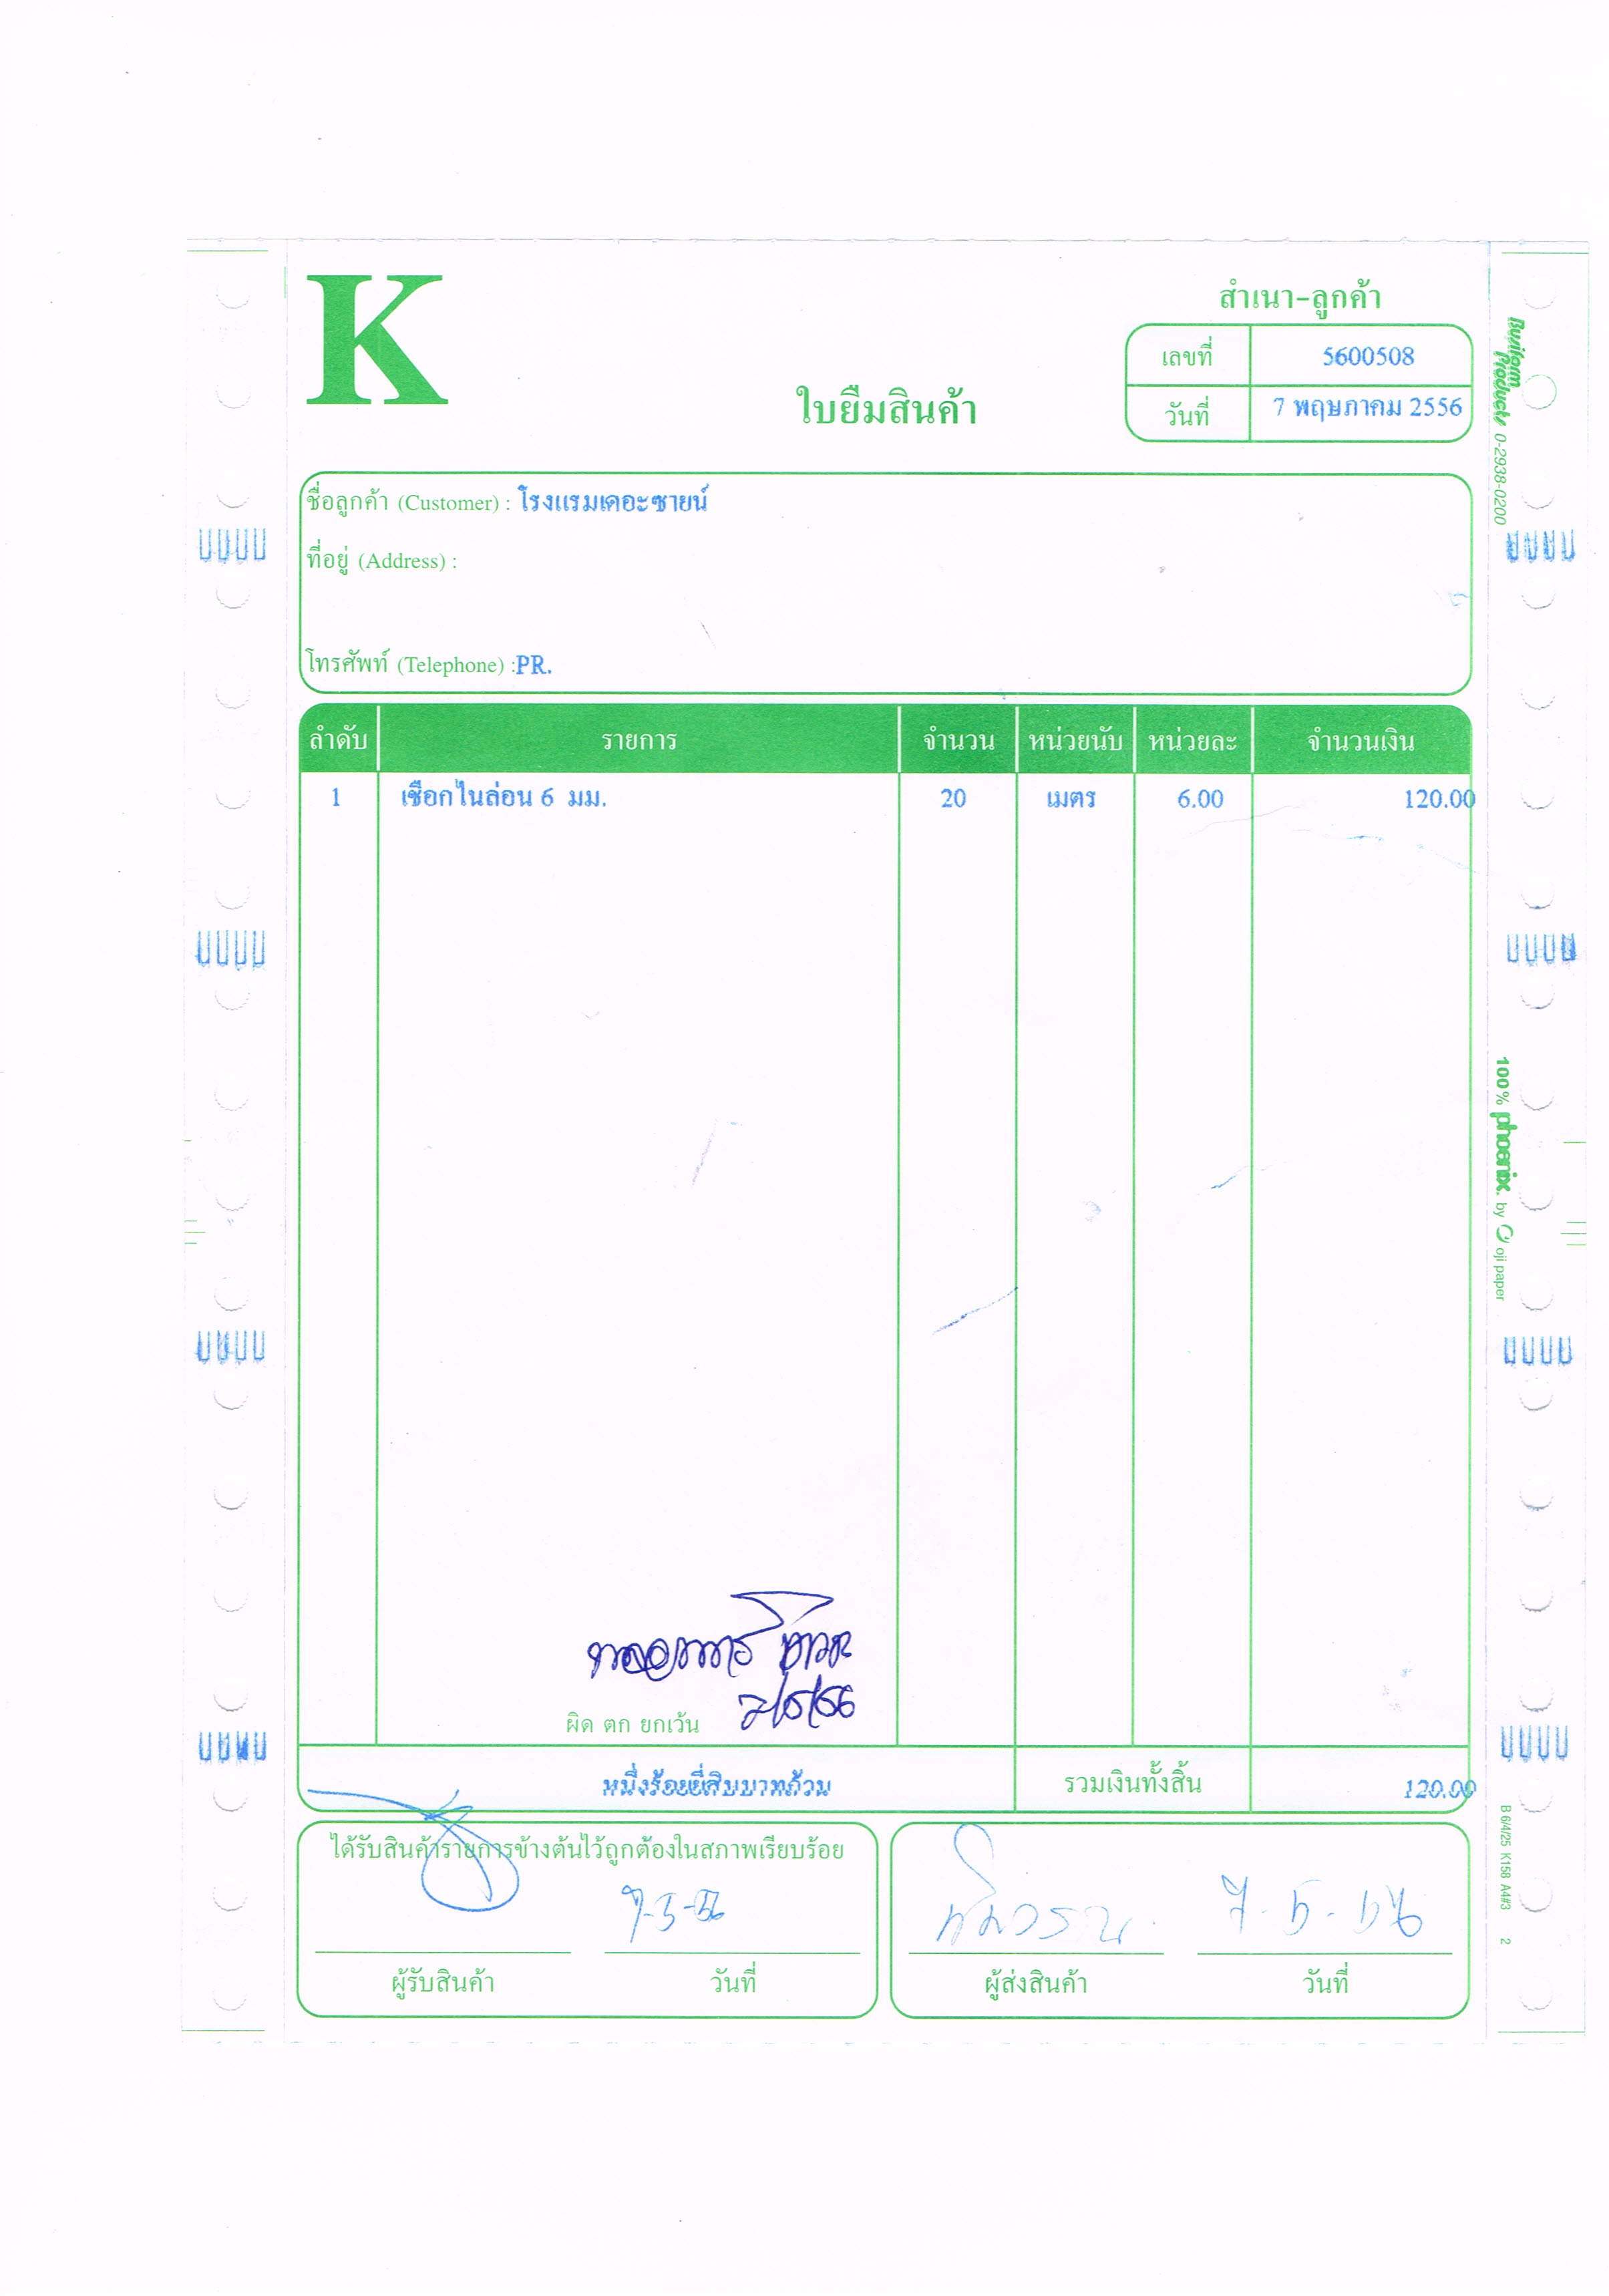 K
สำเนา-ลูกค้า
เลขที่ 5600508
ใบยืมสินค้า
วันที่ 7 พฤษภาคม 2556
ชื่อลูกค้า (Customer) : โรงแรมเดอะซายน์
ที่อยู่ (Address) :
โทรศัพท์ (Telephone) :PR.
ลำดับ รายการ จำนวน หน่วยนับ หน่วยละ จำนวนเงิน
1 เชือกไนล่อน 6 มม. 20 เมตร 6.00 120.00
7/5/56
ผิด ตก ยกเว้น
หนึ่งร้อยยี่สิบบาทถ้วน รวมเงินทั้งสิ้น 120.00
ได้รับสินค้ารายการข้างต้นไว้ถูกต้องในสภาพเรียบร้อย
7-5-56 7-5-56
ผู้รับสินค้า วันที่ ผู้ส่งสินค้า วันที่
0-2938-0200
100% phoenix. by oji paper
B 6/4/25 K158 A4#3 2